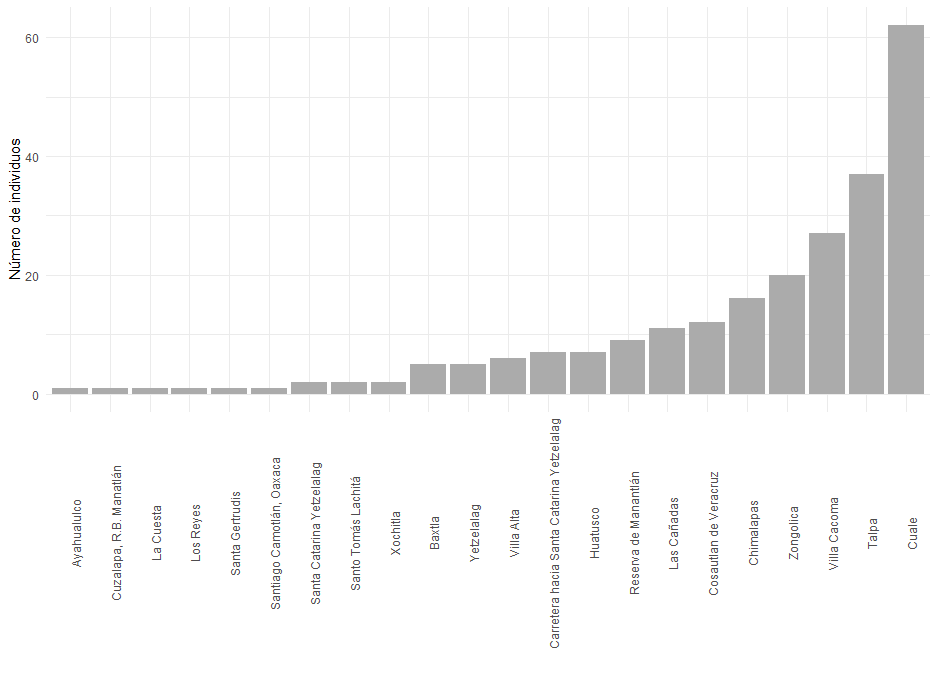 Número de individuos
60
40
20
0
Ayahualulco
Cuzalapa, R.B. Manatlán
La Cuesta
Los Reyes
Santa Gertrudis
Santiago Camotlán, Oaxaca
Santa Catarina Yetzelalag
Santo Tomás Lachitá
Xochitla
Baxtla
Yetzelalag
Villa Alta
Carretera hacia Santa Catarina Yetzelalag
Huatusco
Reserva de Manantlán
Las Cañadas
Cosautlan de Veracruz
Chimalapas
Zongolica
Villa Cacoma
Talpa
Cuale